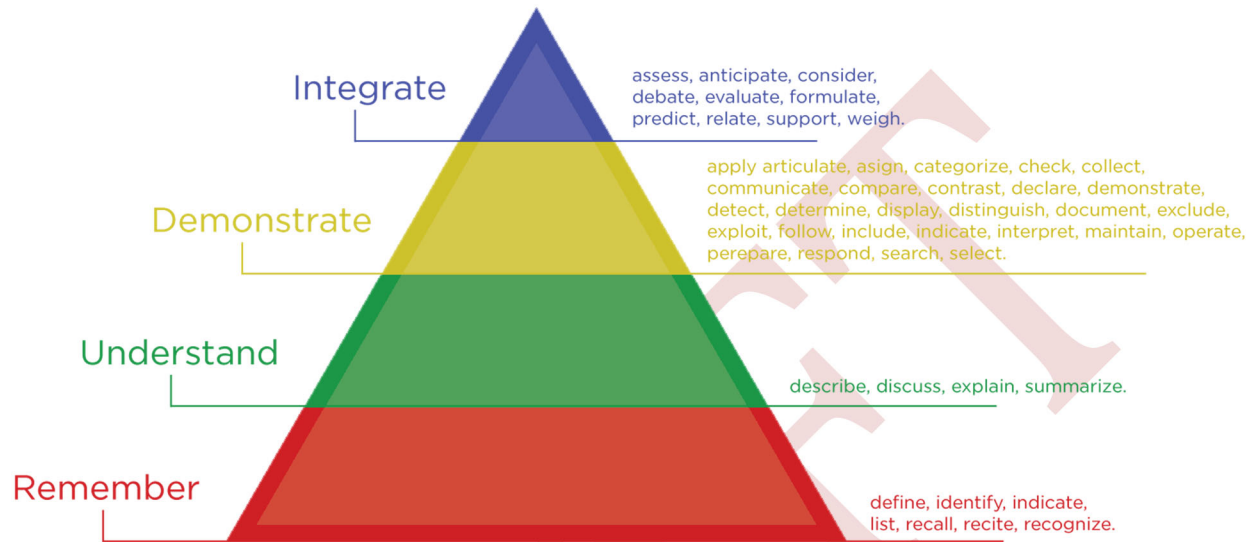 Integrate
assess, anticipate, consider,
debate, evaluate, formulate,
predict, relate, support, weigh.
Demonstrate
apply articulate, asign, categorize, check, collect,
communicate, compare, contrast, declare, demonstrate,
detect, determine, display, distinguish, document, exclude,
exploit, follow, include, indicate, interpret, maintain, operate,
perepare, respond, search, select.
Understand
describe, discuss, explain, summarize.
Remember
define, identify, indicate,
list, recall, recite, recognize.